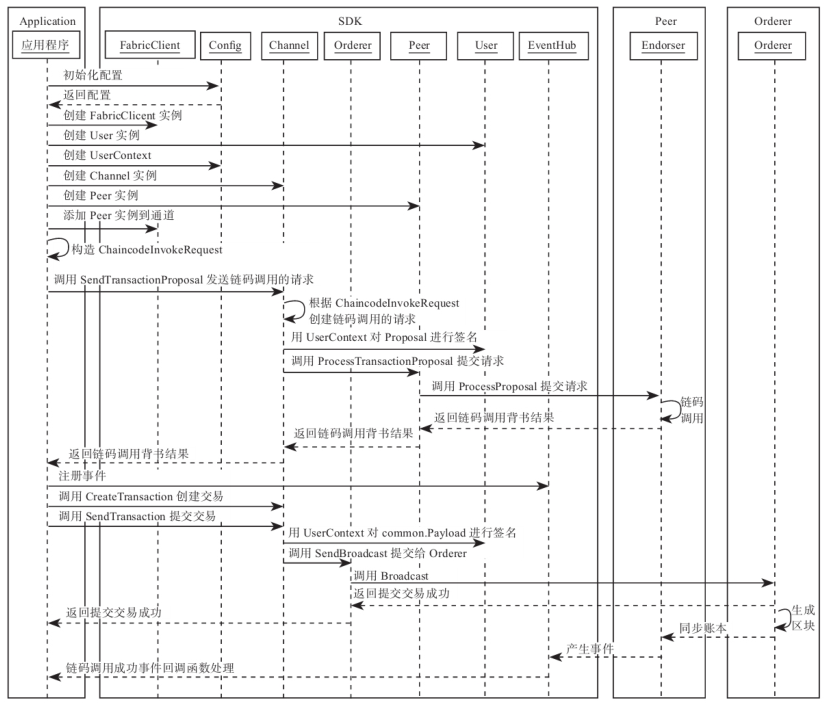 Application
SDK
Peer
Orderer
应用程序
FabricClient
Config
Channel
Orderer
Peer
User
EventHub
Endorser
Orderer
初始化配置
返回配置
创建 FabricClicent 实例
创建 User 实例
创建 UserContext
创建 Channel 实例
创建 Peer 实例
添加 Peer 实例到通道
构造 ChaincodeInvokeRequest
调用 SendTransactionProposal 发送链码调用的请求
根据 ChaincodeInvokeRequest
创建链码调用的请求
用 UserContext 对 Proposal 进行签名
调用 ProcessTransactionProposal 提交请求
调用 ProcessProposal 提交请求
链码
调用
返回链码调用背书结果
返回链码调用背书结果
返回链码调用背书结果
注册事件
调用 CreateTransaction 创建交易
调用 SendTransaction 提交交易
用 UserContext 对 common.Payload 进行签名
调用 SendBroadcast 提交给 Orderer
调用 Broadcast
返回提交交易成功
返回提交交易成功
生成
区块
同步账本
产生事件
链码调用成功事件回调函数处理